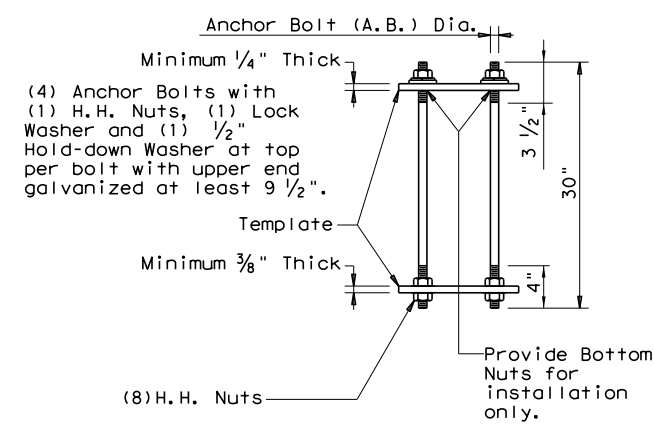 Anchor Bolt (A.B.) Dia.
Minimum 1/4" Thick
(4) Anchor Bolts with
(1) H.H. Nuts, (1) Lock
Washer and (1) 1/2"
Hold-down Washer at top
per bolt with upper end
galvanized at least 9 1/2".
3 1/2"
30"
Template
Minimum 3/8" Thick
4"
Provide Bottom
Nuts for
installation
only.
(8)H.H. Nuts